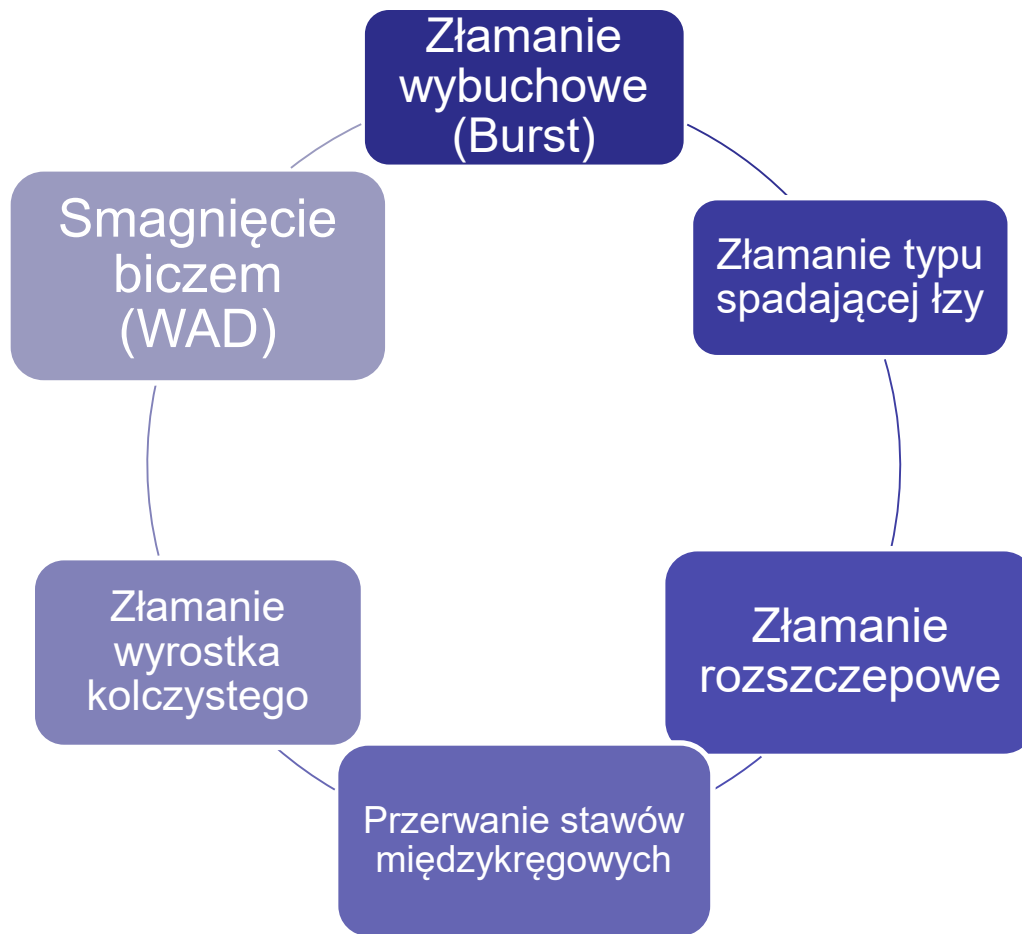 Złamanie
wybuchowe
(Burst)
Złamanie typu
spadającej łzy
Złamanie
rozszczepowe
Przerwanie stawów
międzykręgowych
Złamanie
wyrostka
kolczystego
Smagnięcie
biczem
(WAD)